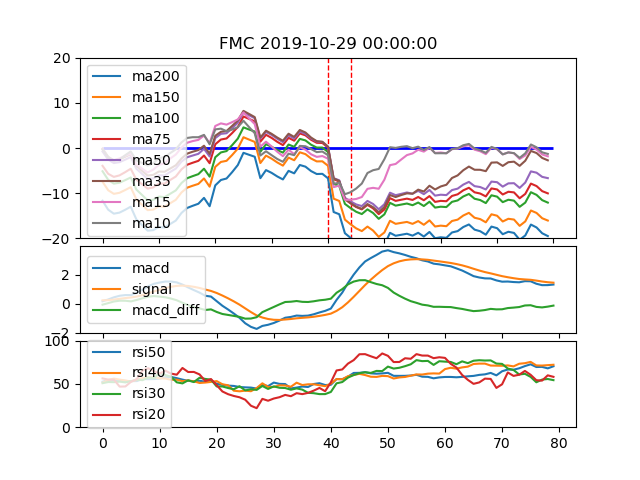 FMC 2019-10-29 00:00:00
20
10
0
−10
−20
ma200
ma150
ma100
ma75
ma50
ma35
ma15
ma10
2
0
−2
macd
signal
macd_diff
100
50
0
rsi50
rsi40
rsi30
rsi20
0 10 20 30 40 50 60 70 80